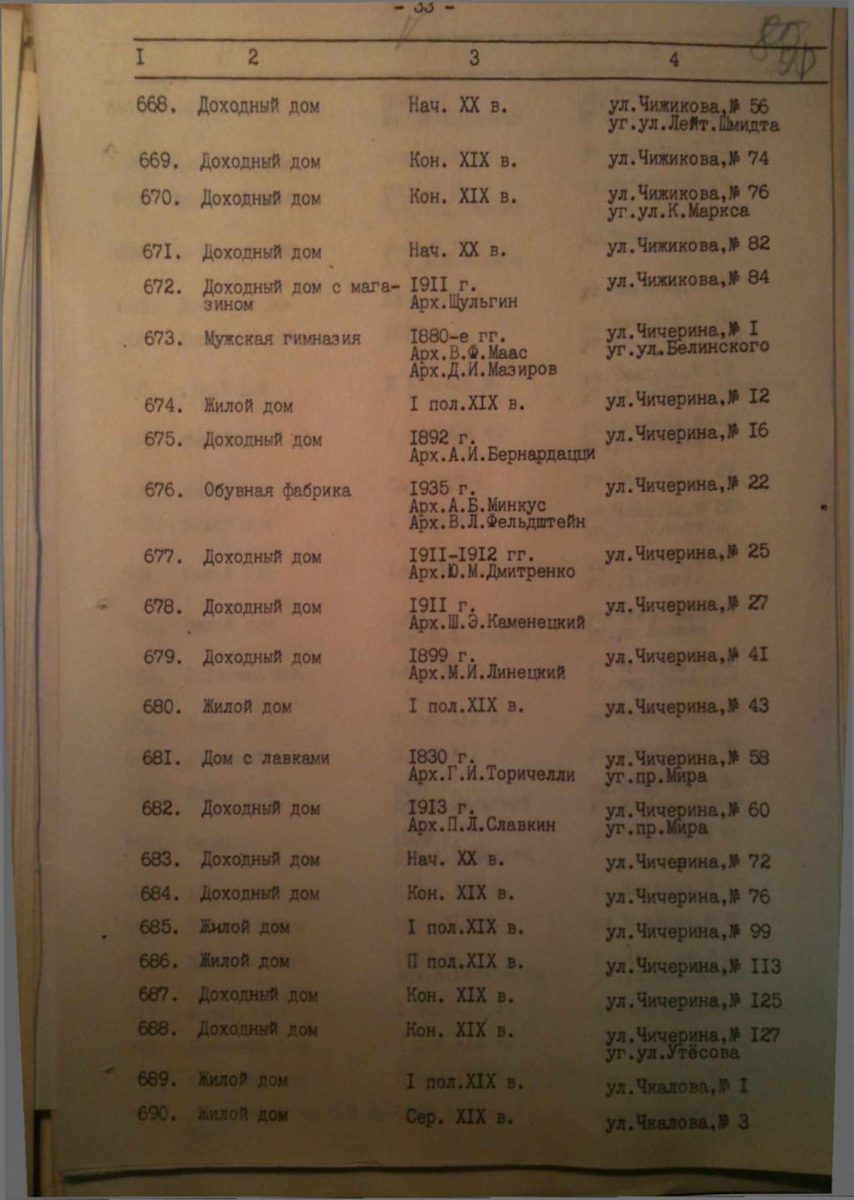 - 33 -
I 2 3 4
668. Доходный дом Нач. XX в. ул.Чижикова,№ 56
уг.ул.Лейт.Шмидта
669. Доходный дом Кон. XIX в. ул.Чижикова,№ 74
670. Доходный дом Кон. XIX в. ул.Чижикова,№ 76
уг.ул.К.Маркса
671. Доходный дом Нач. XX в. ул.Чижикова,№ 82
672. Доходный дом с мага- 1911 г. ул.Чижикова,№ 84
зином Арх.Щульгин
673. Мужская гимназия 1880-е гг. ул.Чичерина,№ I
Арх.В.Ф.Маас уг.ул.Белинского
Арх.Д.И.Мазиров
674. Жилой дом I пол.XIX в. ул.Чичерина,№ 12
675. Доходный дом 1892 г. ул.Чичерина,№ 16
Арх.А.И.Бернардацци
676. Обувная фабрика 1935 г. ул.Чичерина,№ 22
Арх.А.Б.Минкус
Арх.В.Л.Фельдштейн
677. Доходный дом 1911-1912 гг. ул.Чичерина,№ 25
Арх.Ю.М.Дмитренко
678. Доходный дом 1911 г. ул.Чичерина,№ 27
Арх.Ш.Э.Каменецкий
679. Доходный дом 1899 г. ул.Чичерина,№ 41
Арх.М.И.Линецкий
680. Жилой дом I пол.XIX в. ул.Чичерина,№ 43
681. Дом с лавками 1830 г. ул.Чичерина,№ 58
Арх.Г.И.Торичелли уг.пр.Мира
682. Доходный дом 1913 г. ул.Чичерина,№ 60
Арх.П.Л.Славкин уг.пр.Мира
683. Доходный дом Нач. XX в. ул.Чичерина,№ 72
684. Доходный дом Кон. XIX в. ул.Чичерина,№ 76
685. Жилой дом I пол.XIX в. ул.Чичерина,№ 99
686. Жилой дом II пол.XIX в. ул.Чичерина,№ 113
687. Доходный дом Кон. XIX в. ул.Чичерина,№ 125
688. Доходный дом Кон. XIX в. ул.Чичерина,№ 127
уг.ул.Утёсова
689. Жилой дом I пол.XIX в. ул.Чкалова,№ I
690. Жилой дом Сер. XIX в. ул.Чкалова,№ 3